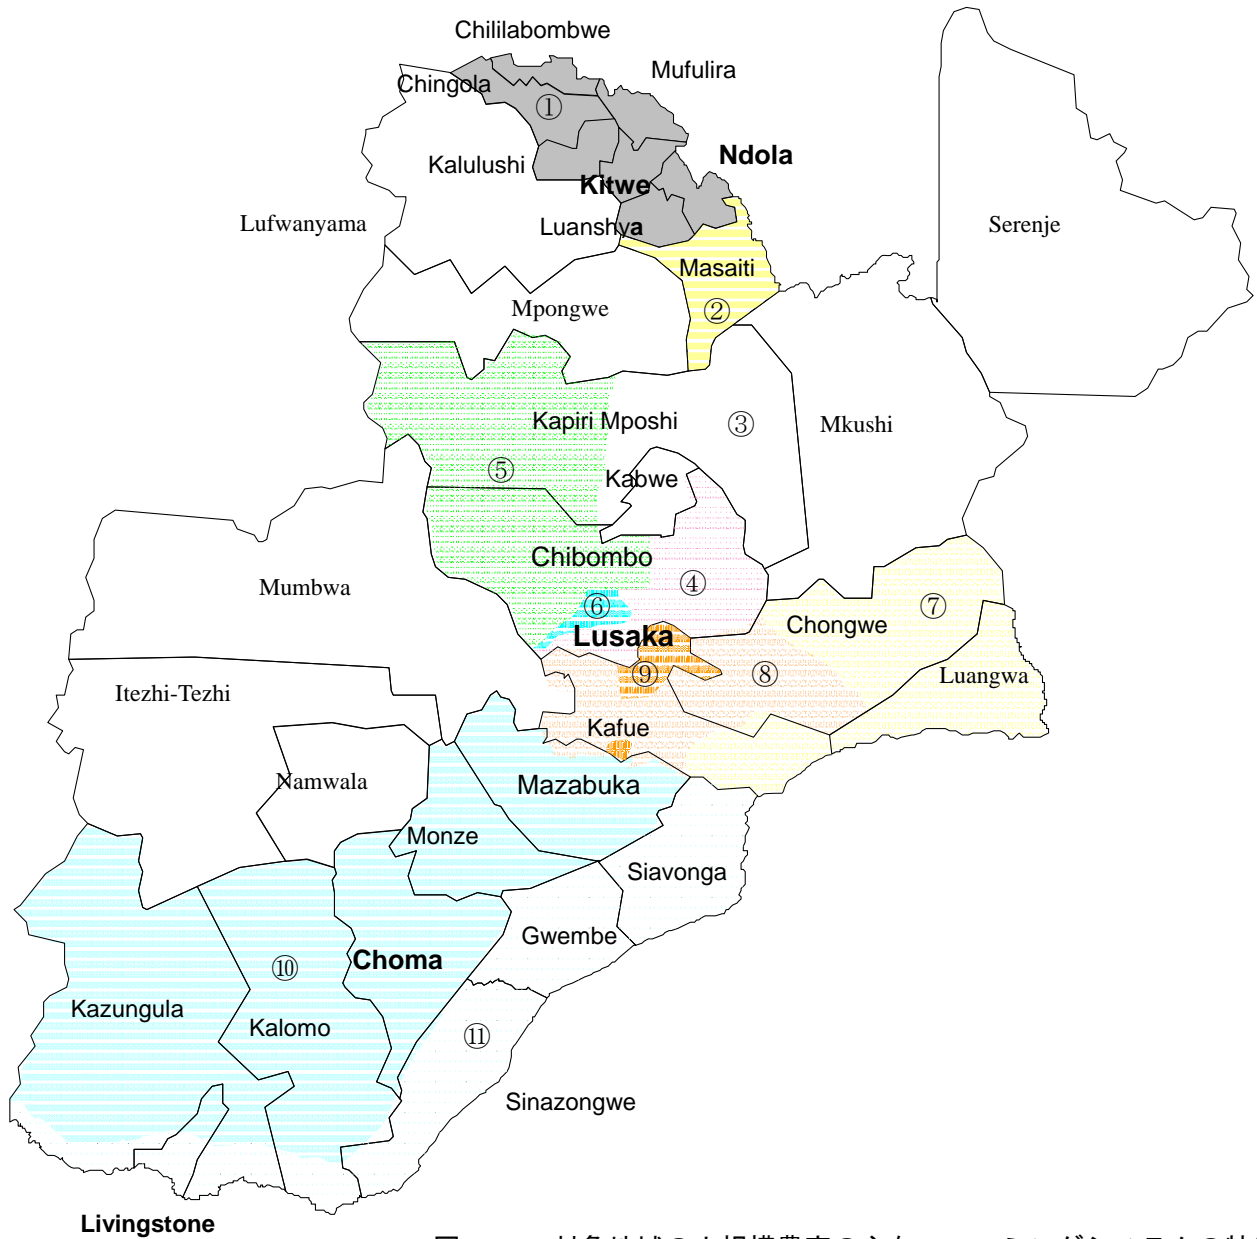 Chililabombwe
Mufulira
Chingola
①
Ndola
Kalulushi
Kitwe
Lufwanyama
Luanshya
Serenje
Masaiti
Mpongwe
②
Kapiri Mposhi
③
Mkushi
⑤
Kabwe
Chibombo
Mumbwa
④
⑥
⑦
Lusaka
Chongwe
Itezhi-Tezhi
⑨
⑧
Luangwa
Kafue
Namwala
Mazabuka
Monze
Siavonga
Gwembe
Choma
⑩
Kazungula
Kalomo
⑪
Sinazongwe
Livingstone